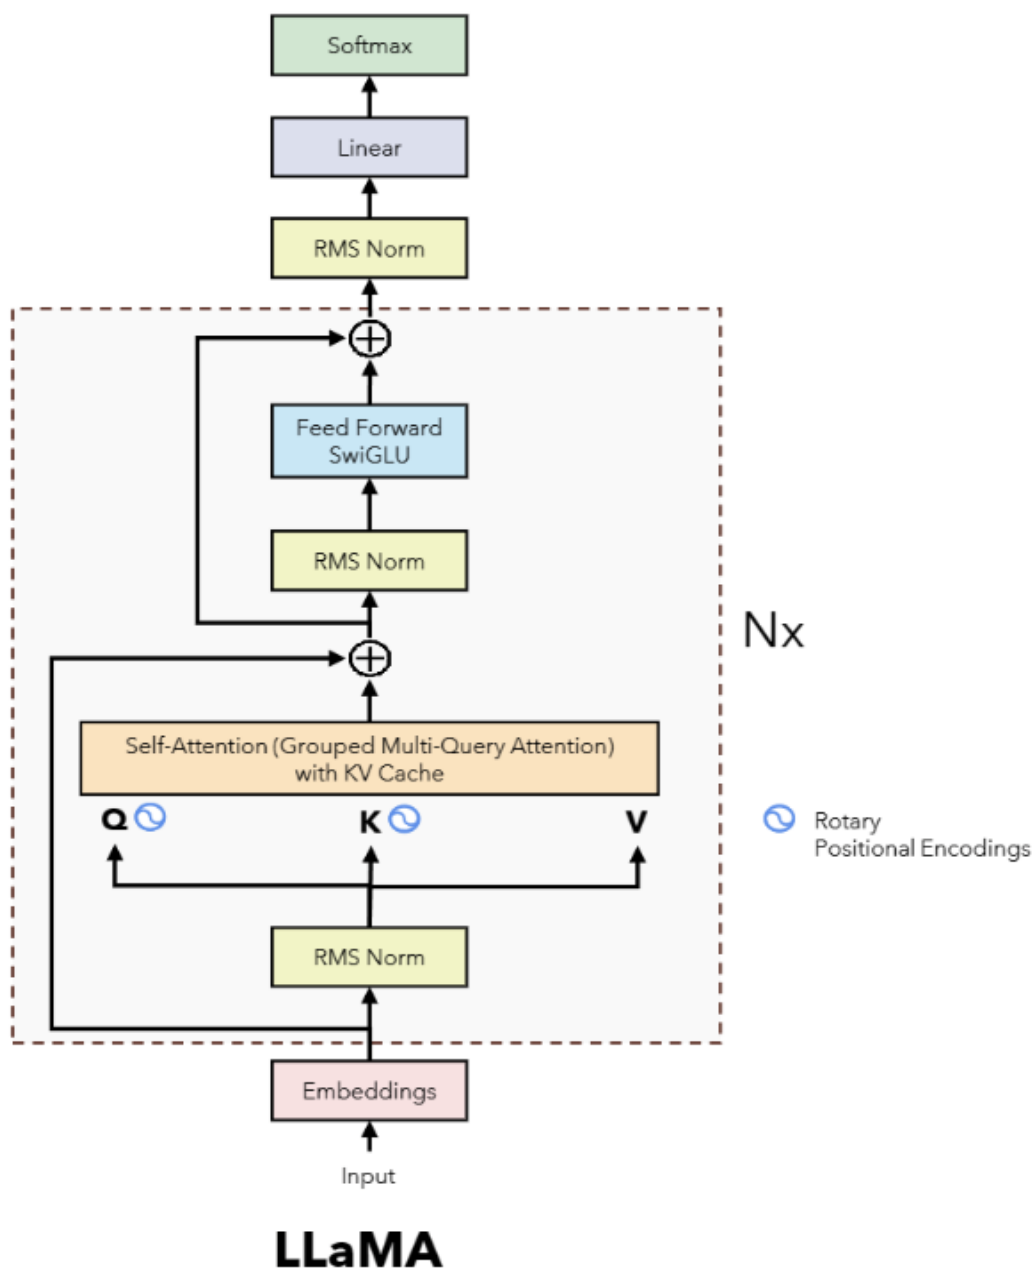 Softmax
Linear
RMS Norm
Feed Forward
SwiGLU
RMS Norm
Nx
Self-Attention (Grouped Multi-Query Attention)
with KV Cache
Q K V
Rotary
Positional Encodings
RMS Norm
Embeddings
Input
LLaMA